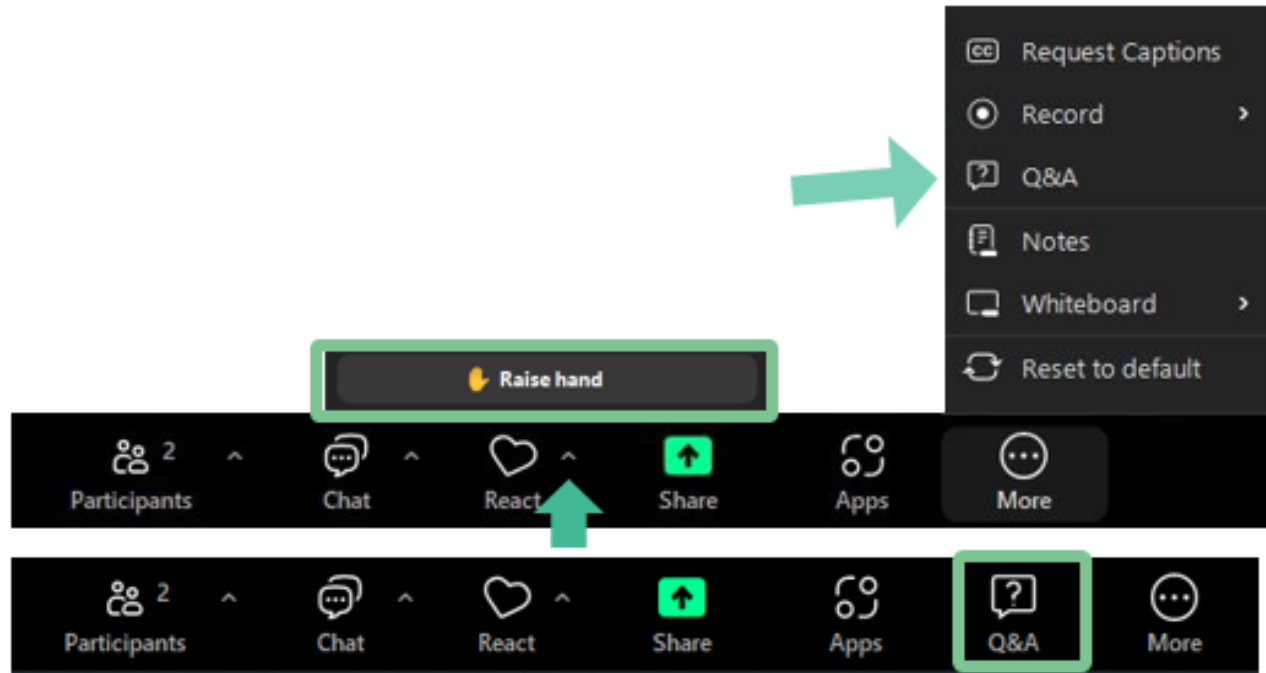 Request Captions
Record
Q&A
Notes
Whiteboard
Reset to default
Raise hand
2
Participants Chat React Share Apps More
2
Participants Chat React Share Apps Q&A More